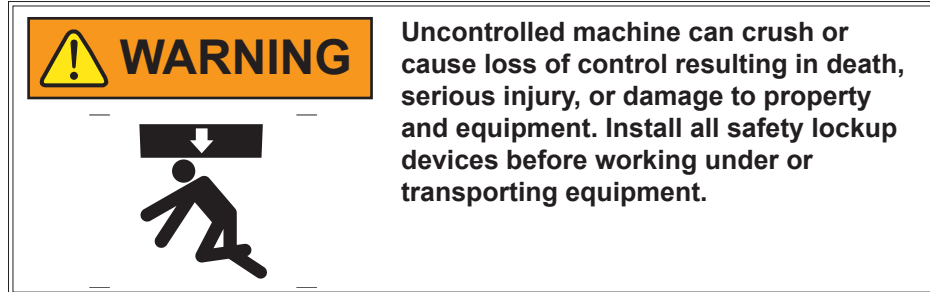 WARNING
Uncontrolled machine can crush or
cause loss of control resulting in death,
serious injury, or damage to property
and equipment. Install all safety lockup
devices before working under or
transporting equipment.